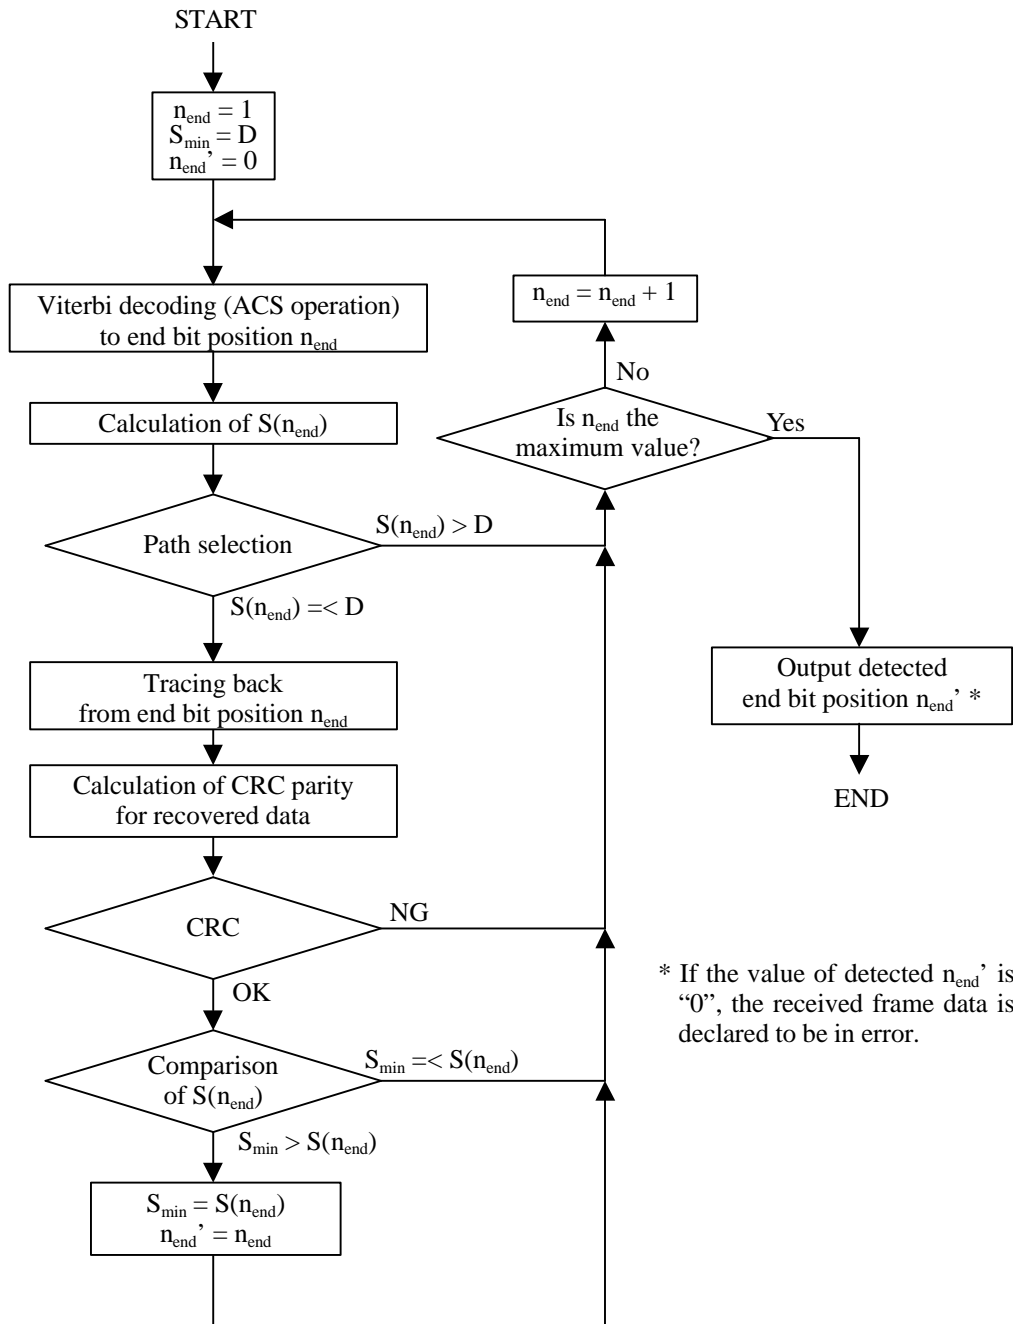 START
n_end = 1
S_min = D
n_end’ = 0
Viterbi decoding (ACS operation)
to end bit position n_end
n_end = n_end + 1
No
Calculation of S(n_end)
Is n_end the
maximum value?
Yes
Path selection
S(n_end) > D
S(n_end) =< D
Tracing back
from end bit position n_end
Output detected
end bit position n_end’ *
END
Calculation of CRC parity
for recovered data
CRC
NG
OK
* If the value of detected n_end’ is
“0”, the received frame data is
declared to be in error.
Comparison
of S(n_end)
S_min =< S(n_end)
S_min > S(n_end)
S_min = S(n_end)
n_end’ = n_end